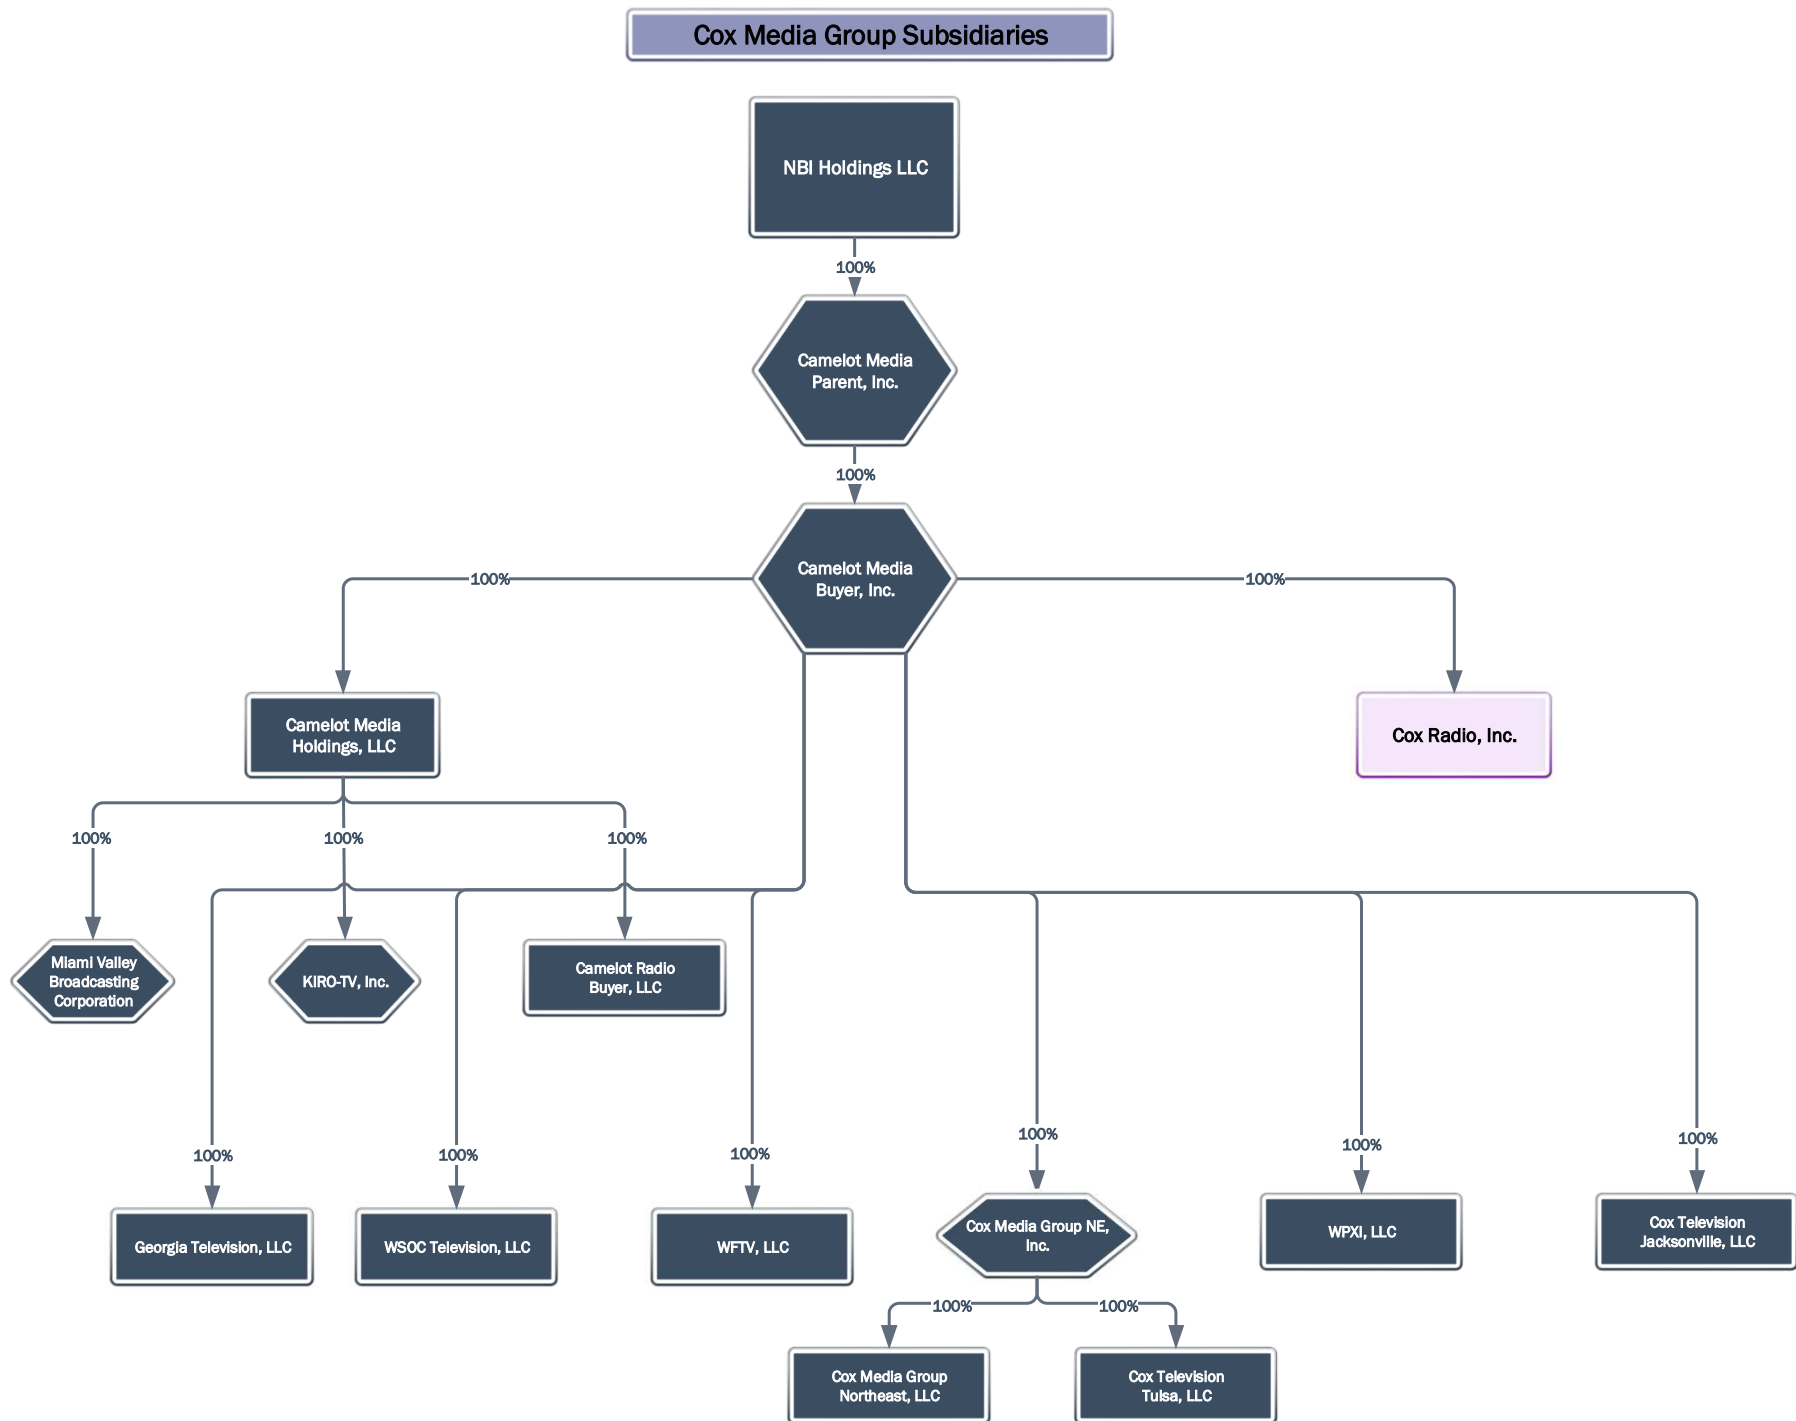 Cox Media Group Subsidiaries
NBI Holdings LLC
100%
Camelot Media
Parent, Inc.
100%
Camelot Media
Buyer, Inc.
100%
100%
Camelot Media
Holdings, LLC
Cox Radio, Inc.
100%
100%
100%
Miami Valley
Broadcasting
Corporation
KIRO-TV, Inc.
Camelot Radio
Buyer, LLC
100%
100%
100%
100%
100%
100%
Georgia Television, LLC
WSOC Television, LLC
WFTV, LLC
Cox Media Group NE,
Inc.
WPXI, LLC
Cox Television
Jacksonville, LLC
100%
100%
Cox Media Group
Northeast, LLC
Cox Television
Tulsa, LLC